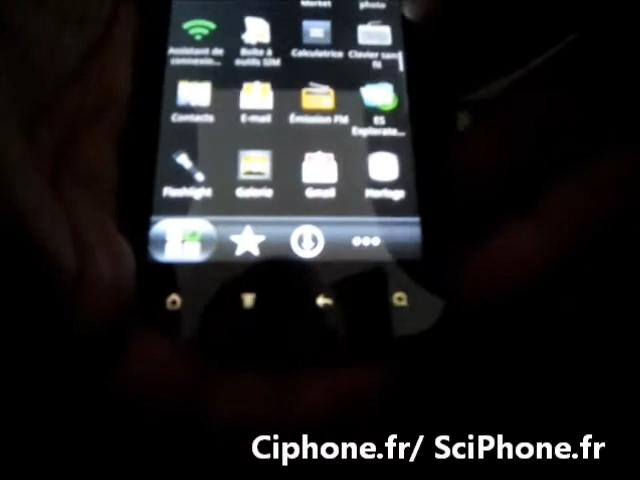 Market
photo
Assistant de connexion...
Boîte à outils SIM
Calculatrice
Clavier sans fil
Contacts
E-mail
Émission FM
ES Explorate...
Flashlight
Galerie
Gmail
Horloge
Ciphone.fr/ SciPhone.fr